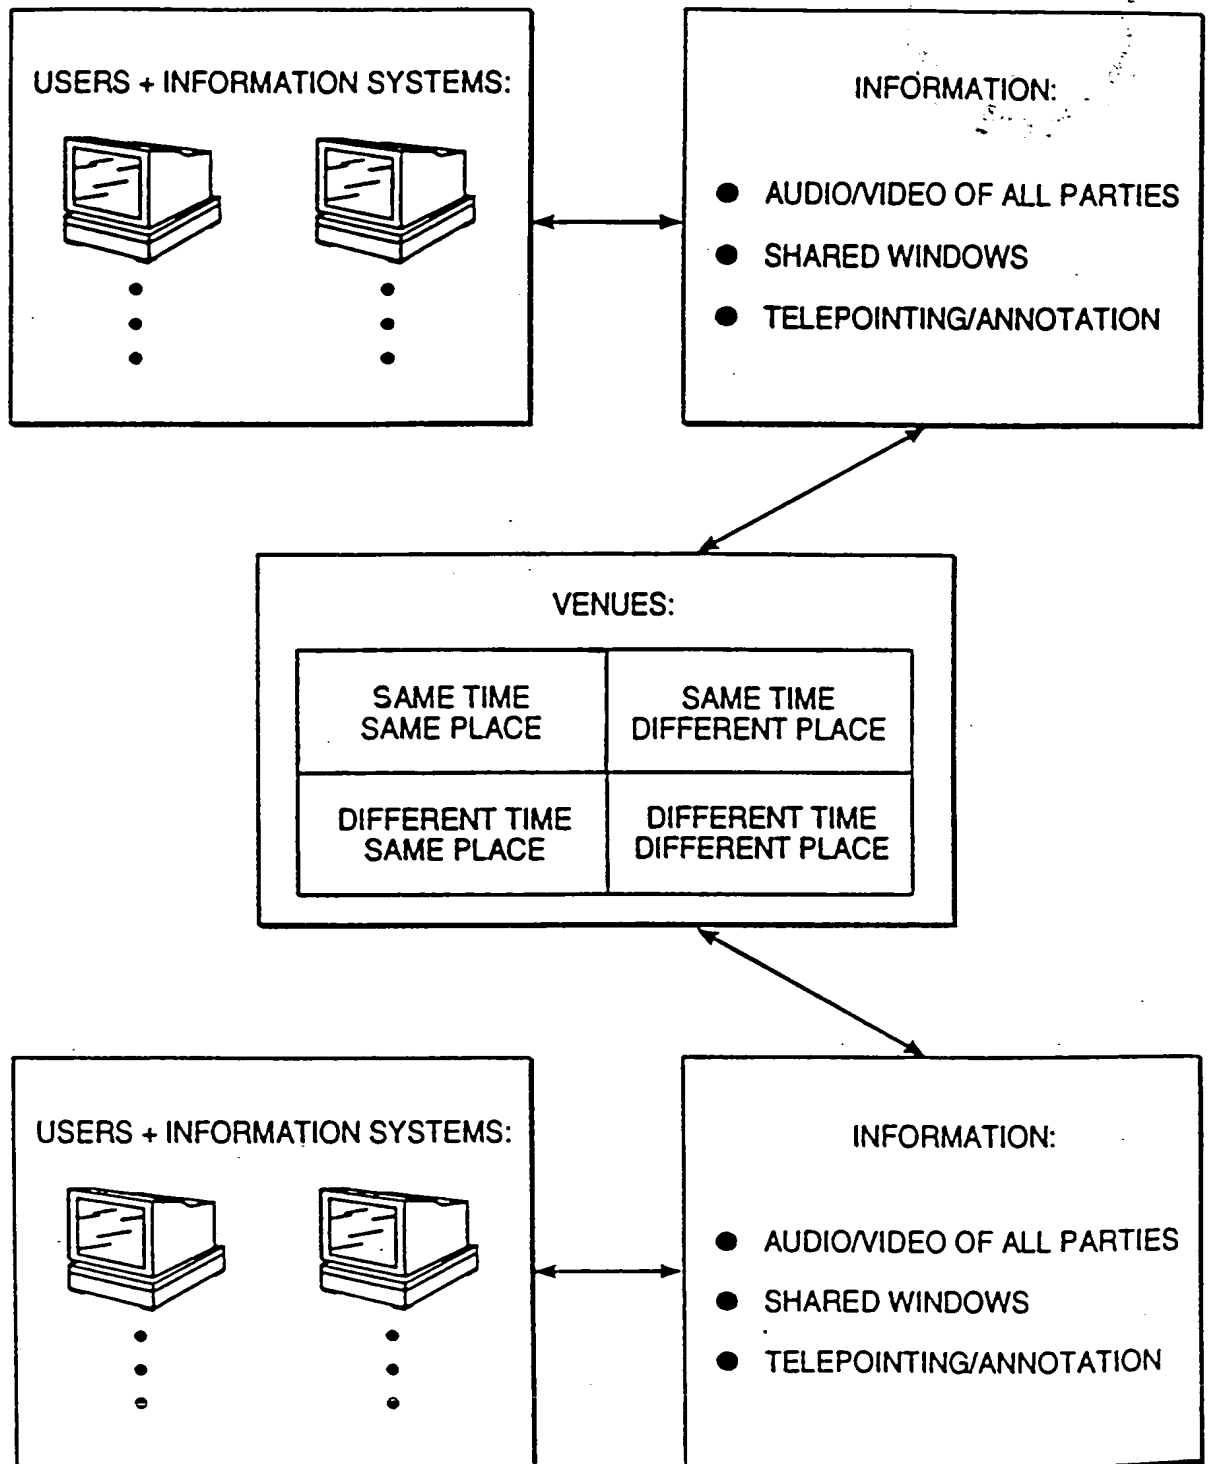 USERS + INFORMATION SYSTEMS:
INFORMATION:
● AUDIO/VIDEO OF ALL PARTIES
● SHARED WINDOWS
● TELEPOINTING/ANNOTATION
VENUES:
SAME TIME
SAME PLACE
SAME TIME
DIFFERENT PLACE
DIFFERENT TIME
SAME PLACE
DIFFERENT TIME
DIFFERENT PLACE
USERS + INFORMATION SYSTEMS:
INFORMATION:
● AUDIO/VIDEO OF ALL PARTIES
● SHARED WINDOWS
● TELEPOINTING/ANNOTATION